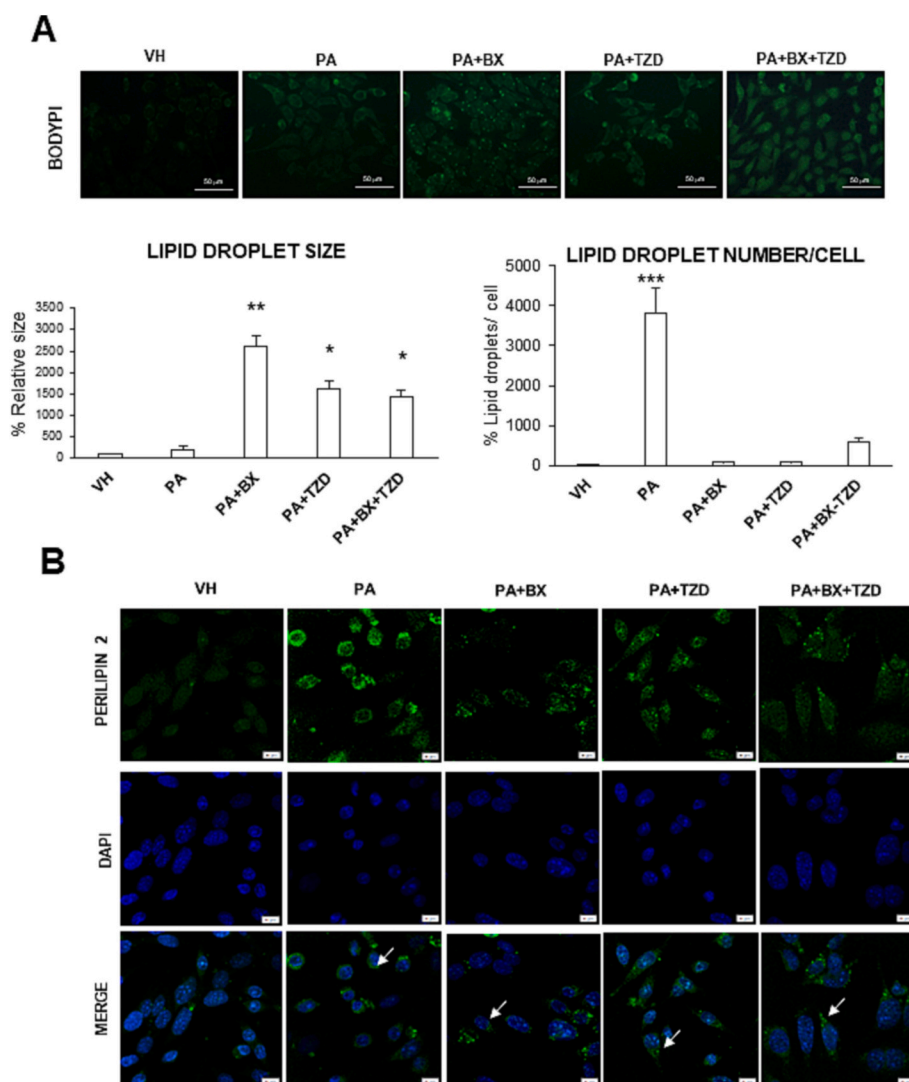 A
VH PA PA+BX PA+TZD PA+BX+TZD
BODYPI
50 µm 50 µm 50 µm 50 µm 50 µm
LIPID DROPLET SIZE
% Relative size
3500
3000
2500
2000
1500
1000
500
0
** * *
VH PA PA+BX PA+TZD PA+BX+TZD
LIPID DROPLET NUMBER/CELL
% Lipid droplets/ cell
5000
4000
3000
2000
1000
0
***
VH PA PA+BX PA+TZD PA+BX-TZD
B
VH PA PA+BX PA+TZD PA+BX+TZD
PERILIPIN 2
DAPI
MERGE